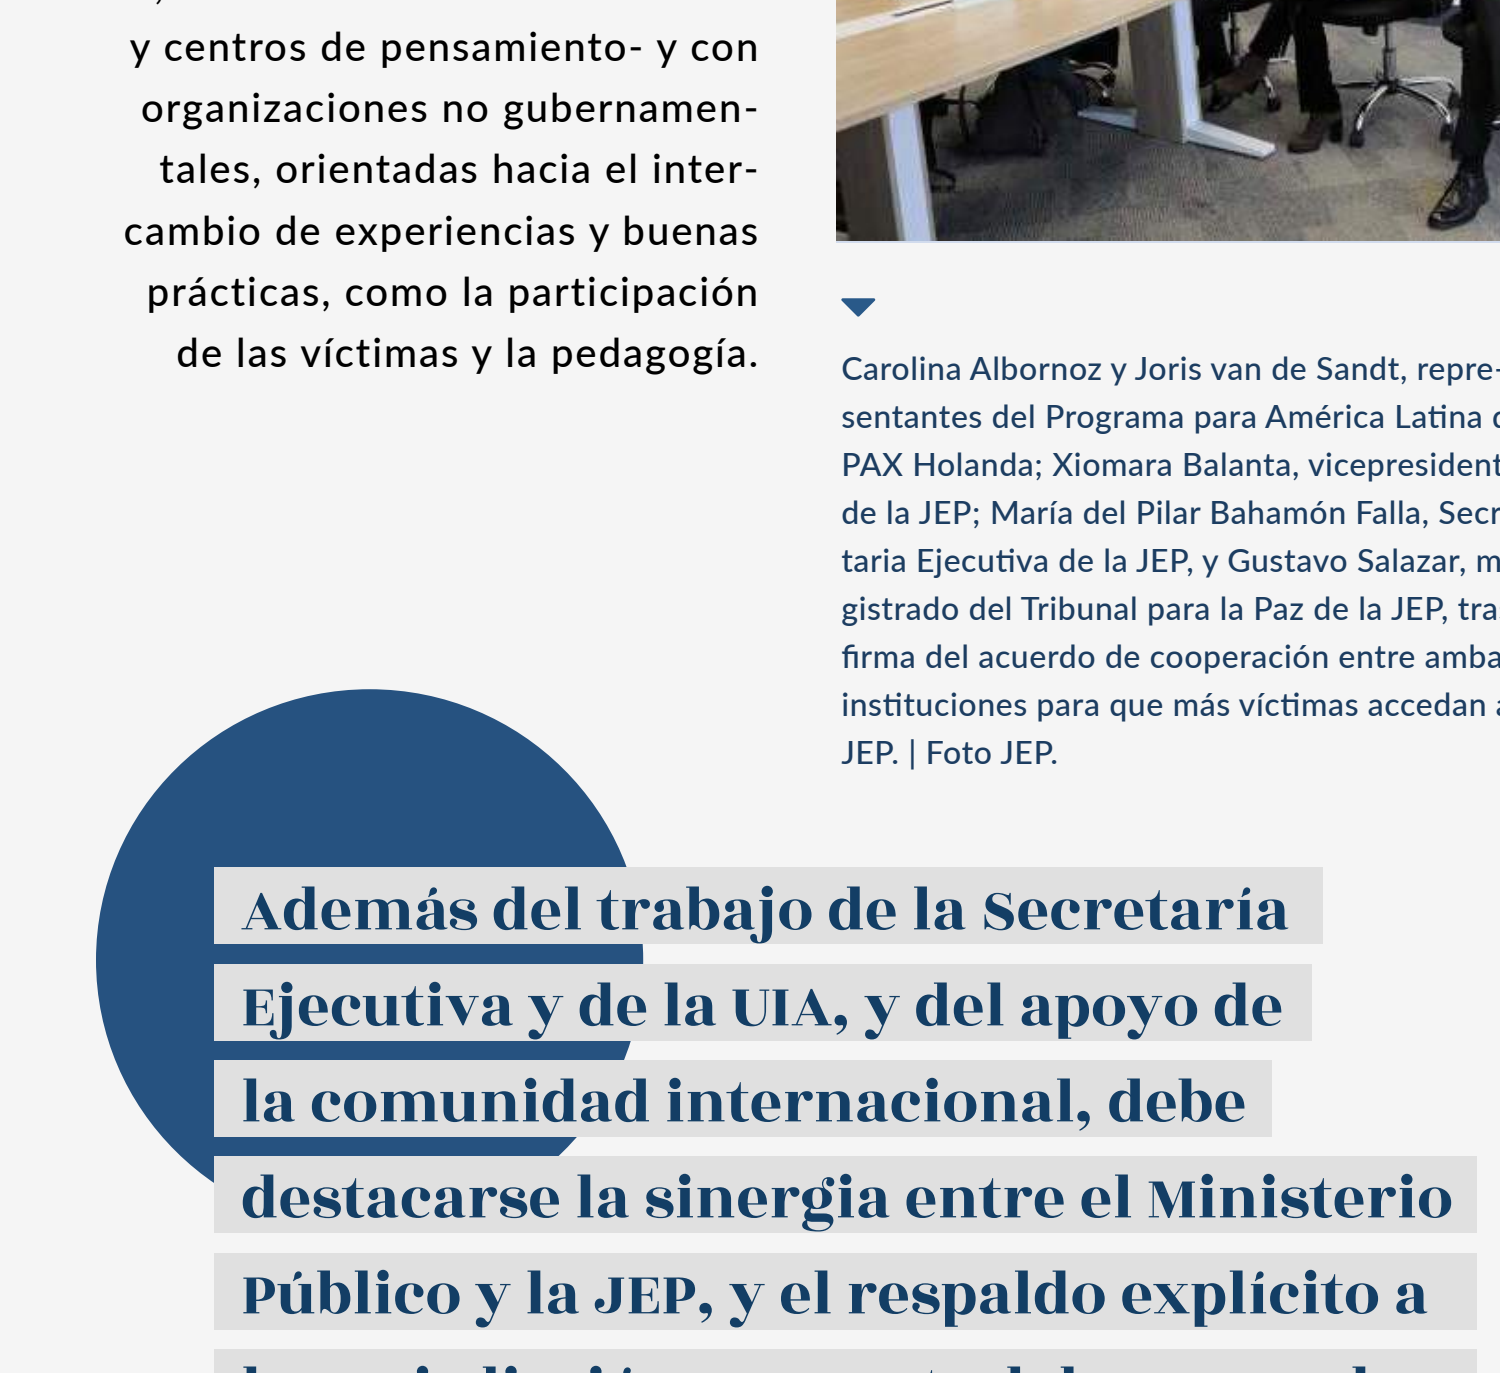 y centros de pensamiento- y con
organizaciones no gubernamen-
tales, orientadas hacia el inter-
cambio de experiencias y buenas
prácticas, como la participación
de las víctimas y la pedagogía.
Carolina Albornoz y Joris van de Sandt, repre-
sentantes del Programa para América Latina
PAX Holanda; Xiomara Balanta, vicepresident
de la JEP; María del Pilar Bahamón Falla, Secr
taria Ejecutiva de la JEP, y Gustavo Salazar, m
gistrado del Tribunal para la Paz de la JEP, tra
firma del acuerdo de cooperación entre amba
instituciones para que más víctimas accedan a
JEP. | Foto JEP.
Además del trabajo de la Secretaría
Ejecutiva y de la UIA, y del apoyo de
la comunidad internacional, debe
destacarse la sinergia entre el Ministerio
Público y la JEP, y el respaldo explícito a